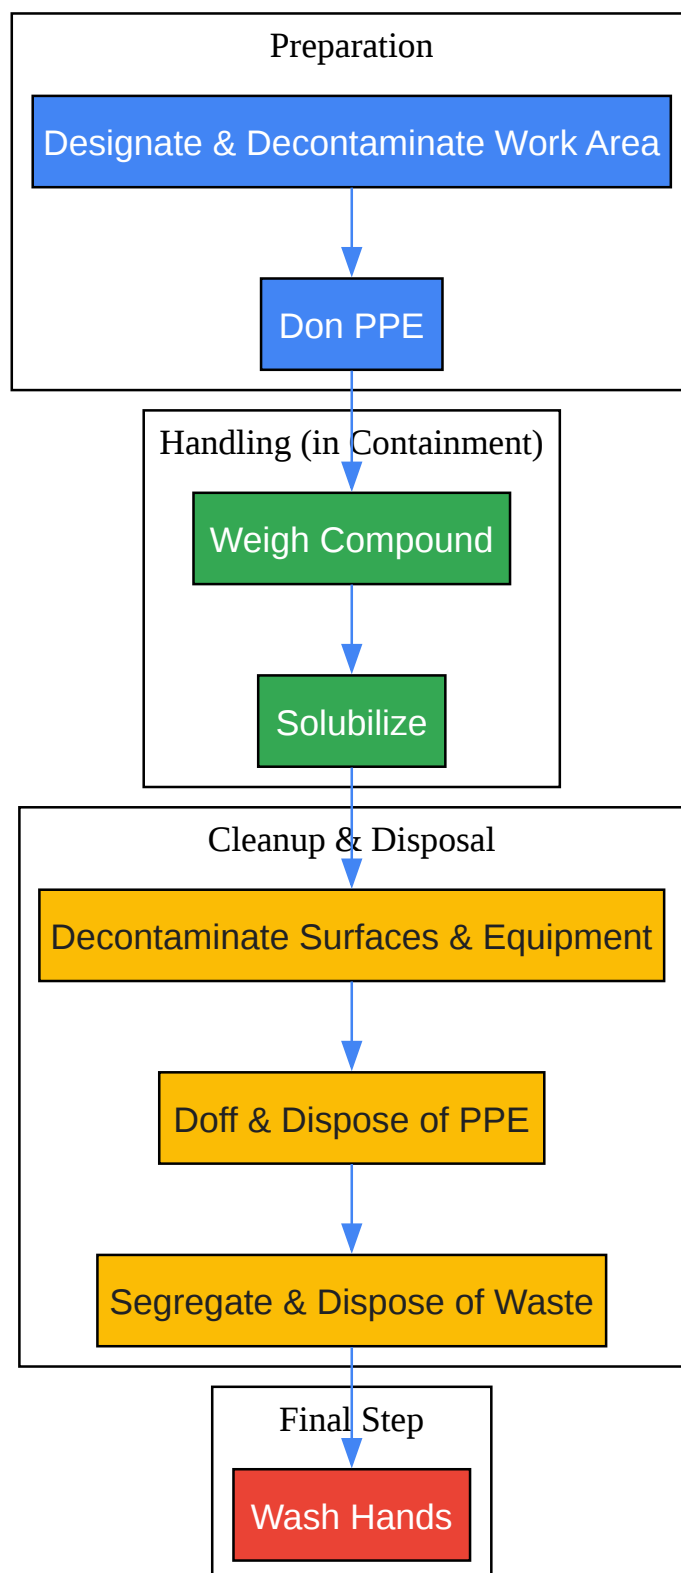 Preparation
Designate & Decontaminate Work Area
Don PPE
Handling (in Containment)
Weigh Compound
Solubilize
Cleanup & Disposal
Decontaminate Surfaces & Equipment
Doff & Dispose of PPE
Segregate & Dispose of Waste
Final Step
Wash Hands